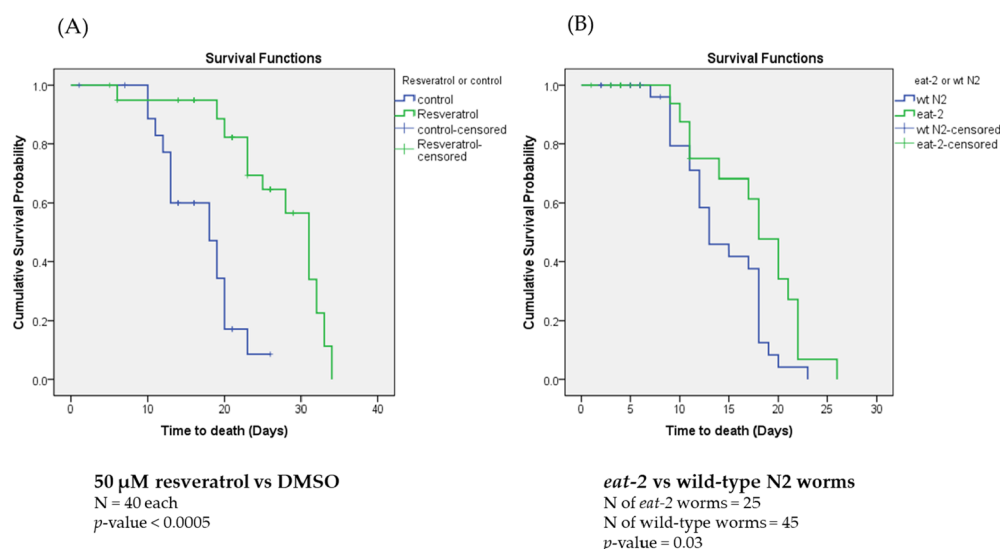 (A)
Survival Functions
Cumulative Survival Probability
1.0
0.8
0.6
0.4
0.2
0.0
0 10 20 30 40
Time to death (Days)
Resveratrol or control
control
Resveratrol
control-censored
Resveratrol-
censored
50 µM resveratrol vs DMSO
N = 40 each
p-value < 0.0005
(B)
Survival Functions
Cumulative Survival Probability
1.0
0.8
0.6
0.4
0.2
0.0
0 5 10 15 20 25 30
Time to death (Days)
eat-2 or wt N2
wt N2
eat-2
wt N2-censored
eat-2-censored
eat-2 vs wild-type N2 worms
N of eat-2 worms = 25
N of wild-type worms = 45
p-value = 0.03